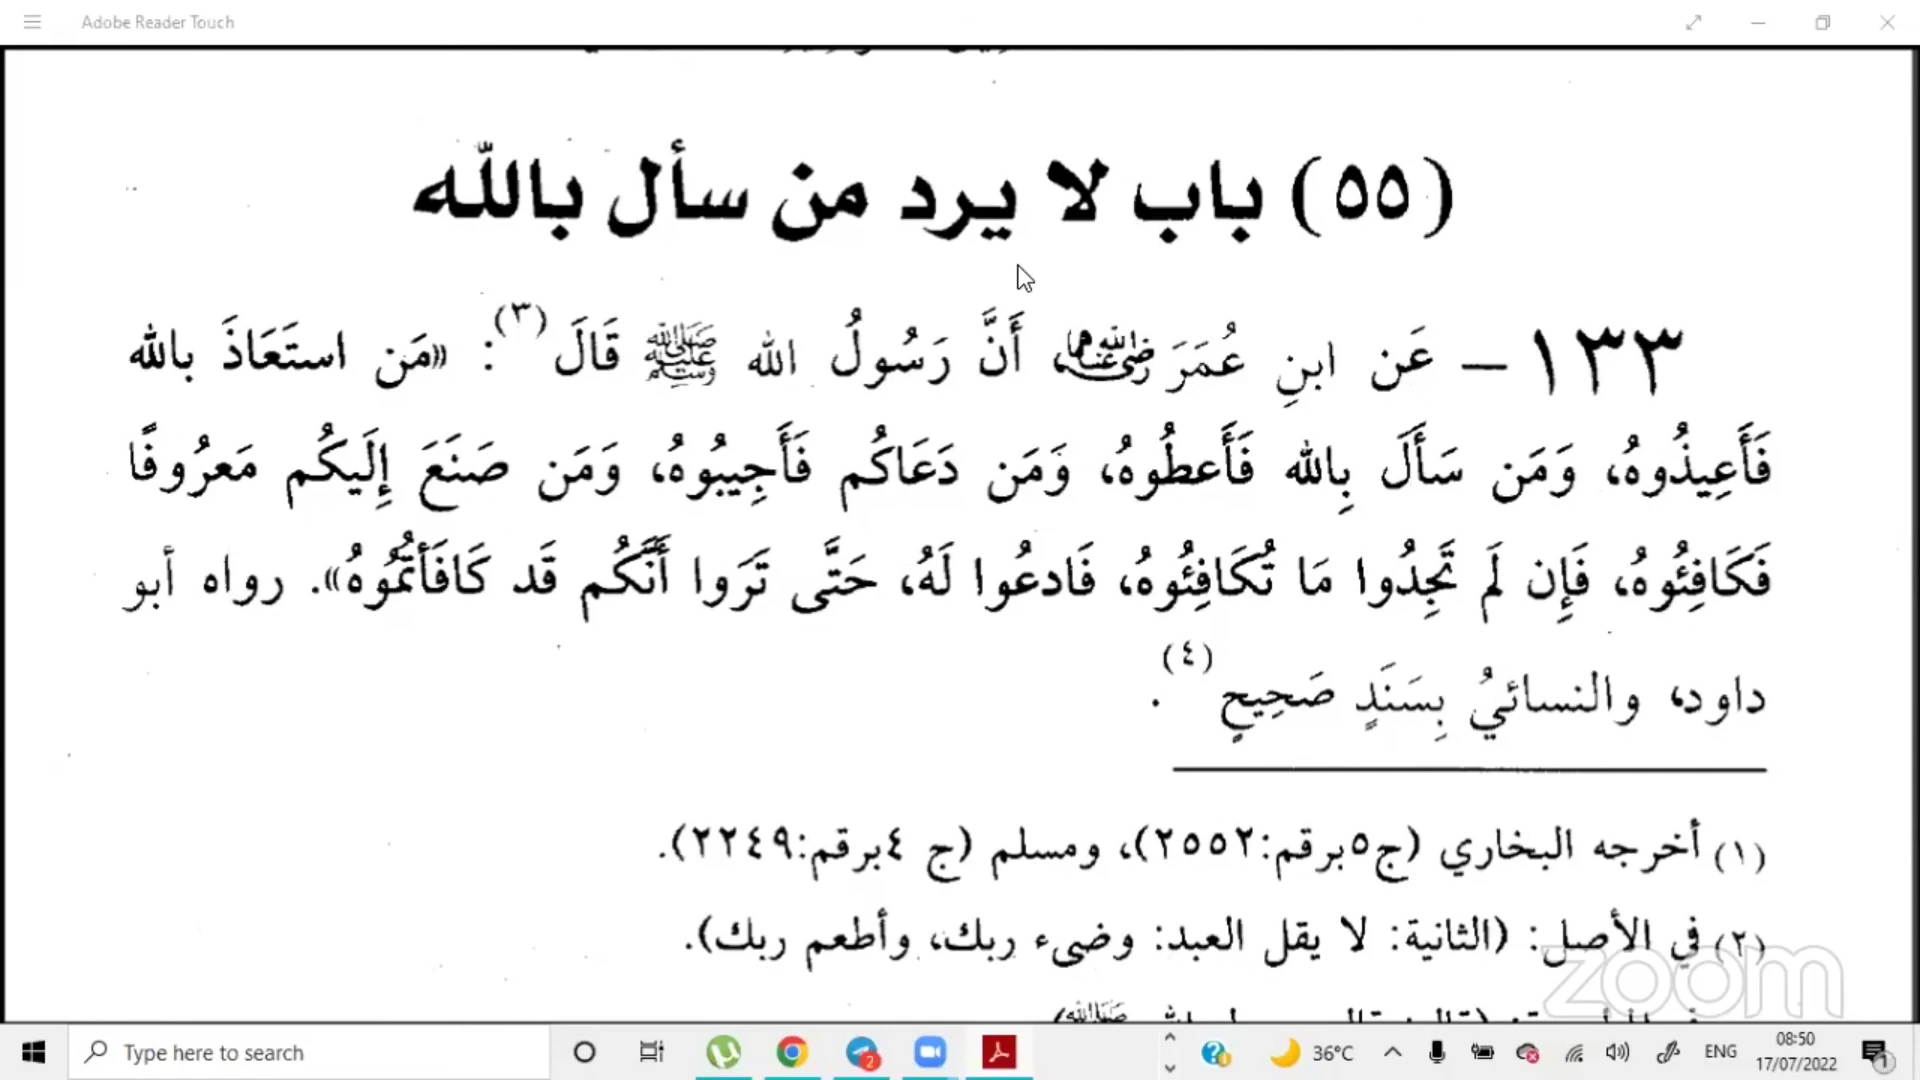 Adobe Reader Touch
(٥٥) باب لا يرد من سأل بالله
١٣٣ – عَن ابنِ عُمَرَ رضي الله عنهما، أَنَّ رَسُولُ الله ﷺ قَالَ(٣): «مَن استَعَاذَ بالله
فَأَعِيذُوهُ، وَمَن سَأَلَ بِالله فَأَعطُوهُ، وَمَن دَعَاكُم فَأَجِيبُوهُ، وَمَن صَنَعَ إِلَيكُم مَعرُوفًا
فَكَافِئُوهُ، فَإِن لَم تَجِدُوا مَا تُكَافِئُوهُ، فَادعُوا لَهُ، حَتَّى تَرَوا أَنَّكُم قَد كَافَأتُمُوهُ». رواه أبو
داود، والنسائيُ بِسَنَدٍ صَحِيحٍ(٤).
(١) أخرجه البخاري (ج٥برقم:٢٥٥٢)، ومسلم (ج ٤برقم:٢٢٤٩).
(٢) في الأصل: (الثانية: لا يقل العبد: وضىء ربك، وأطعم ربك).
zoom
Type here to search
2
36°C
ENG
08:50
17/07/2022
1